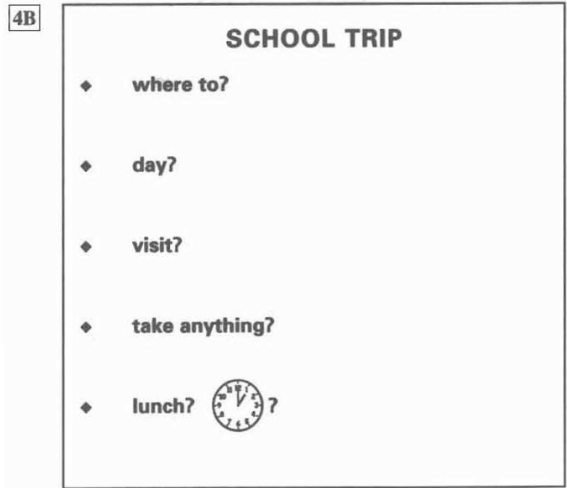 4B
SCHOOL TRIP
◆ where to?
◆ day?
◆ visit?
◆ take anything?
◆ lunch? ?